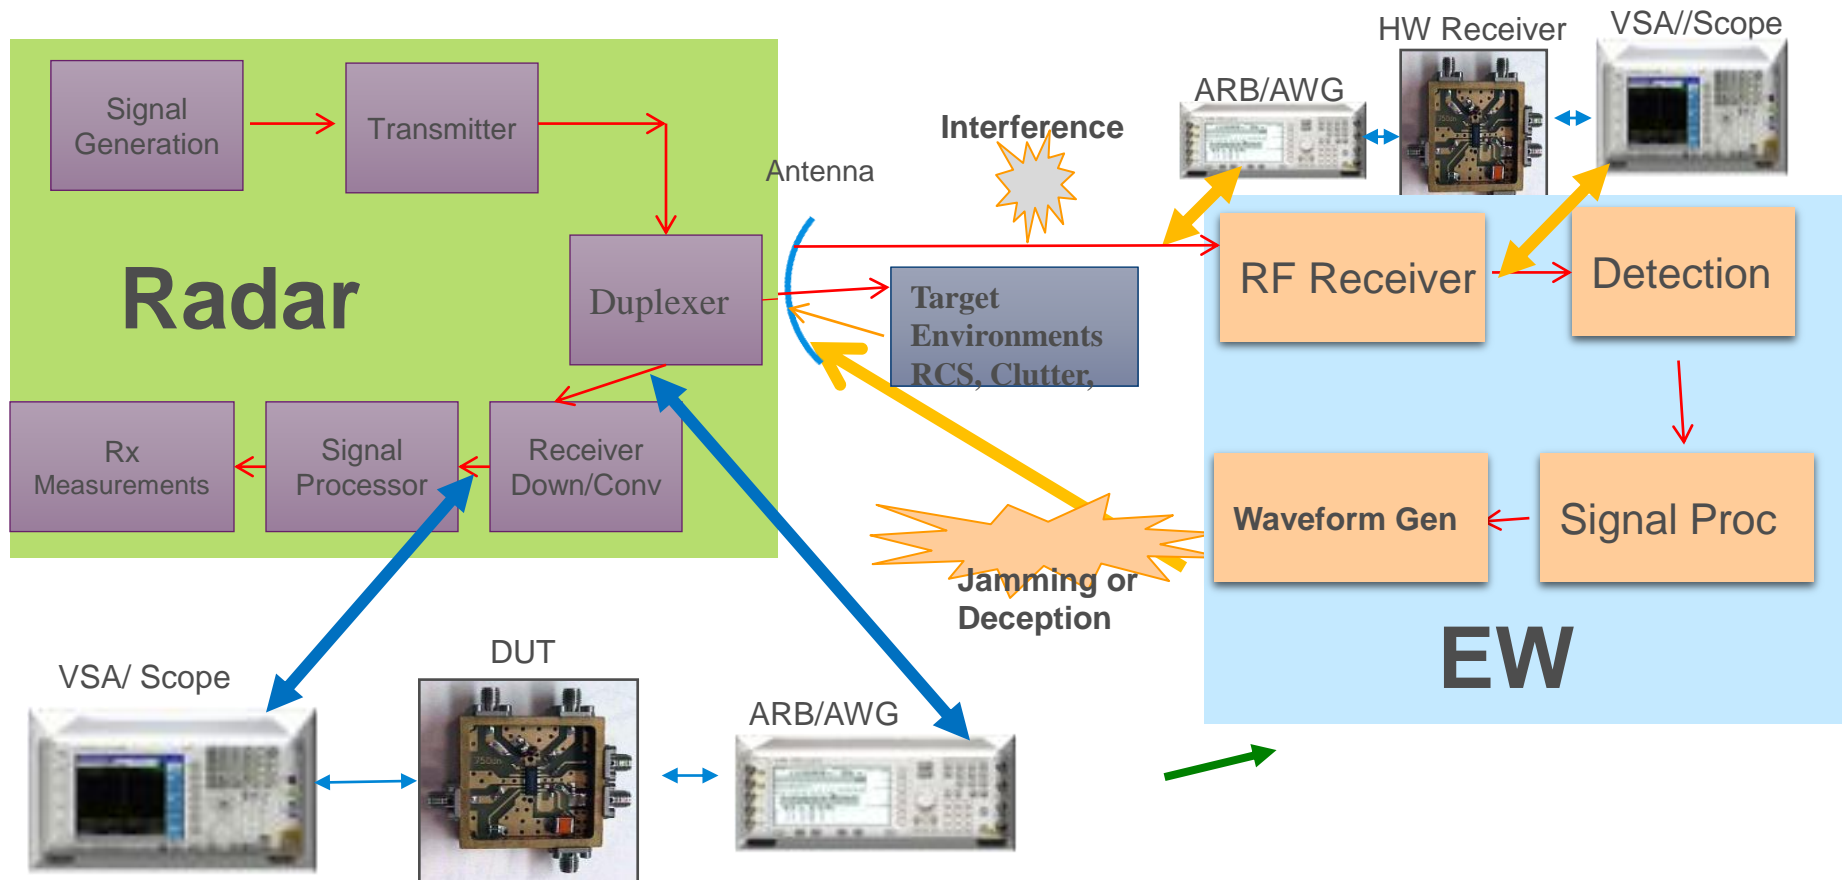 HW Receiver
VSA//Scope
ARB/AWG
Signal
Generation
Transmitter
Interference
Antenna
Radar
Duplexer
Target
Environments
RCS, Clutter,
RF Receiver
Detection
Rx
Measurements
Signal
Processor
Receiver
Down/Conv
Waveform Gen
Signal Proc
Jamming or
Deception
EW
VSA/ Scope
DUT
ARB/AWG